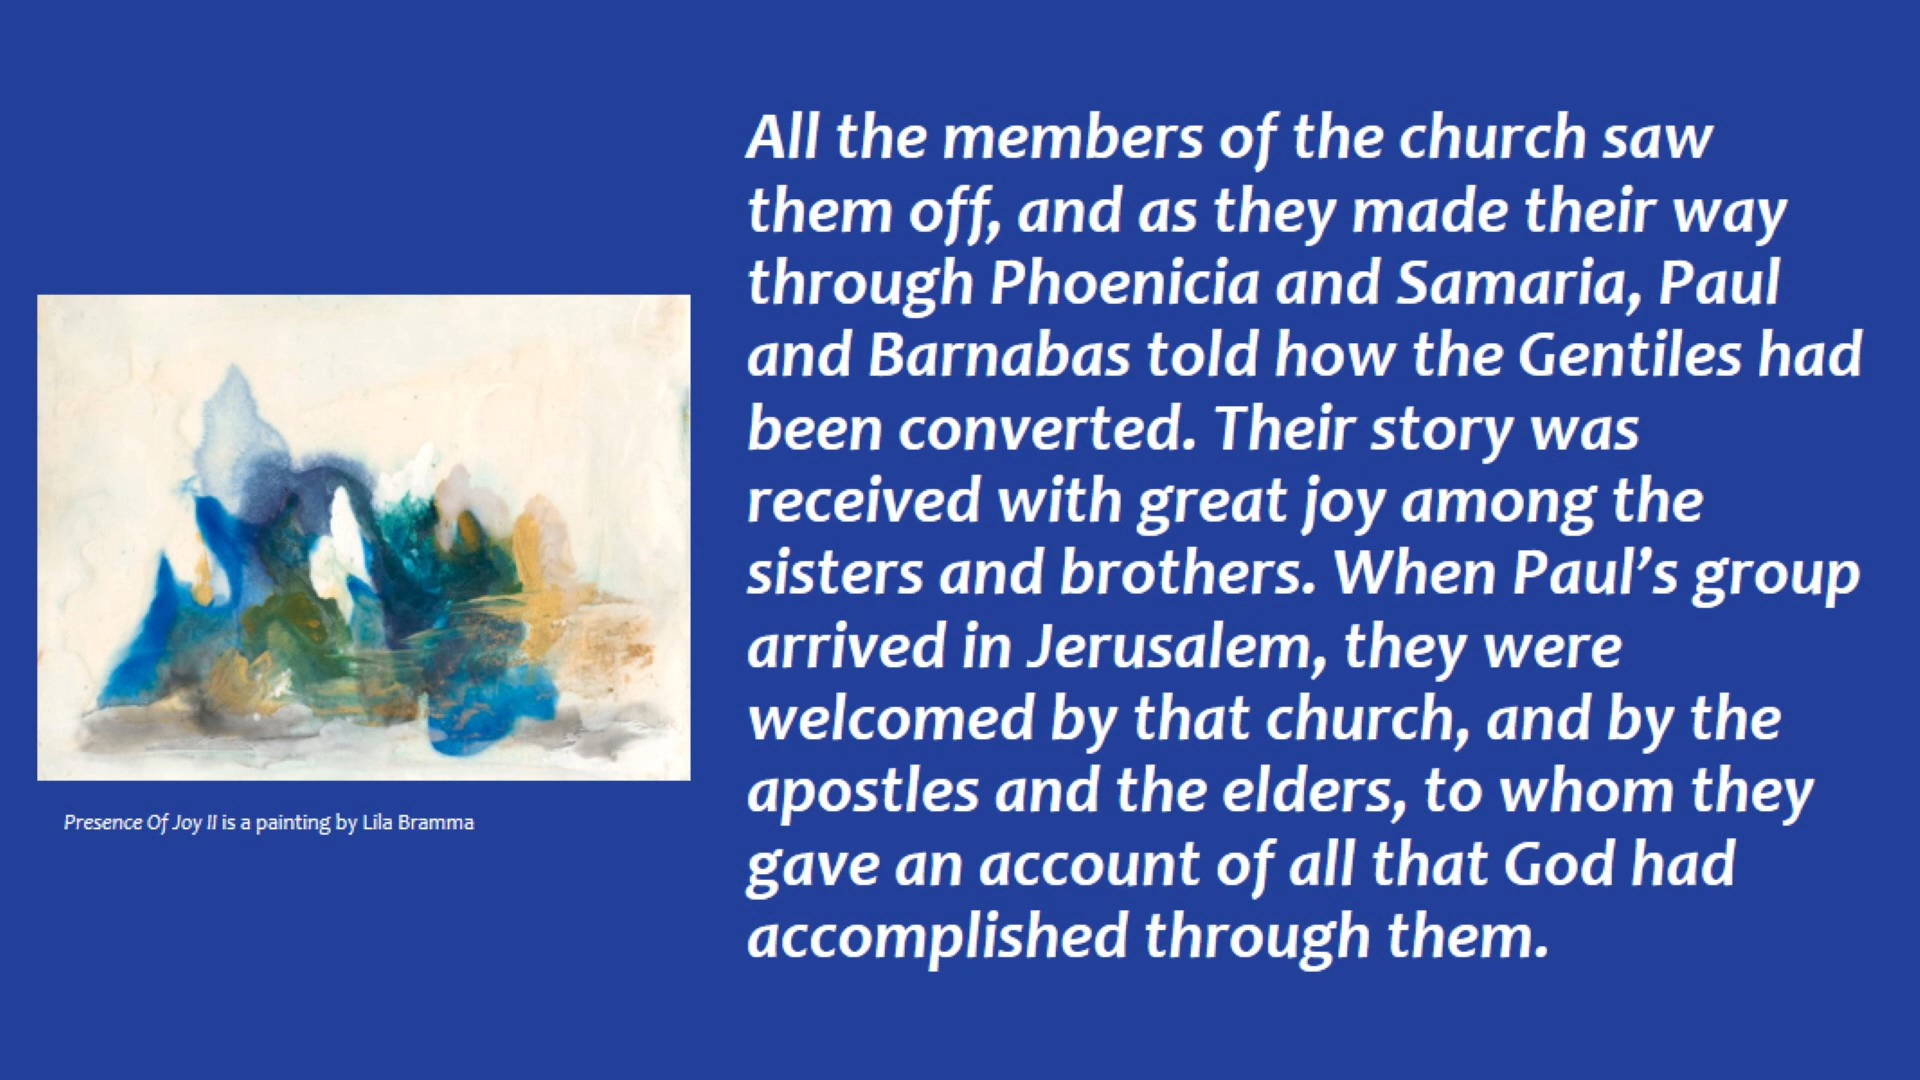 All the members of the church saw
them off, and as they made their way
through Phoenicia and Samaria, Paul
and Barnabas told how the Gentiles had
been converted. Their story was
received with great joy among the
sisters and brothers. When Paul’s group
arrived in Jerusalem, they were
welcomed by that church, and by the
apostles and the elders, to whom they
gave an account of all that God had
accomplished through them.
Presence Of Joy II is a painting by Lila Bramma